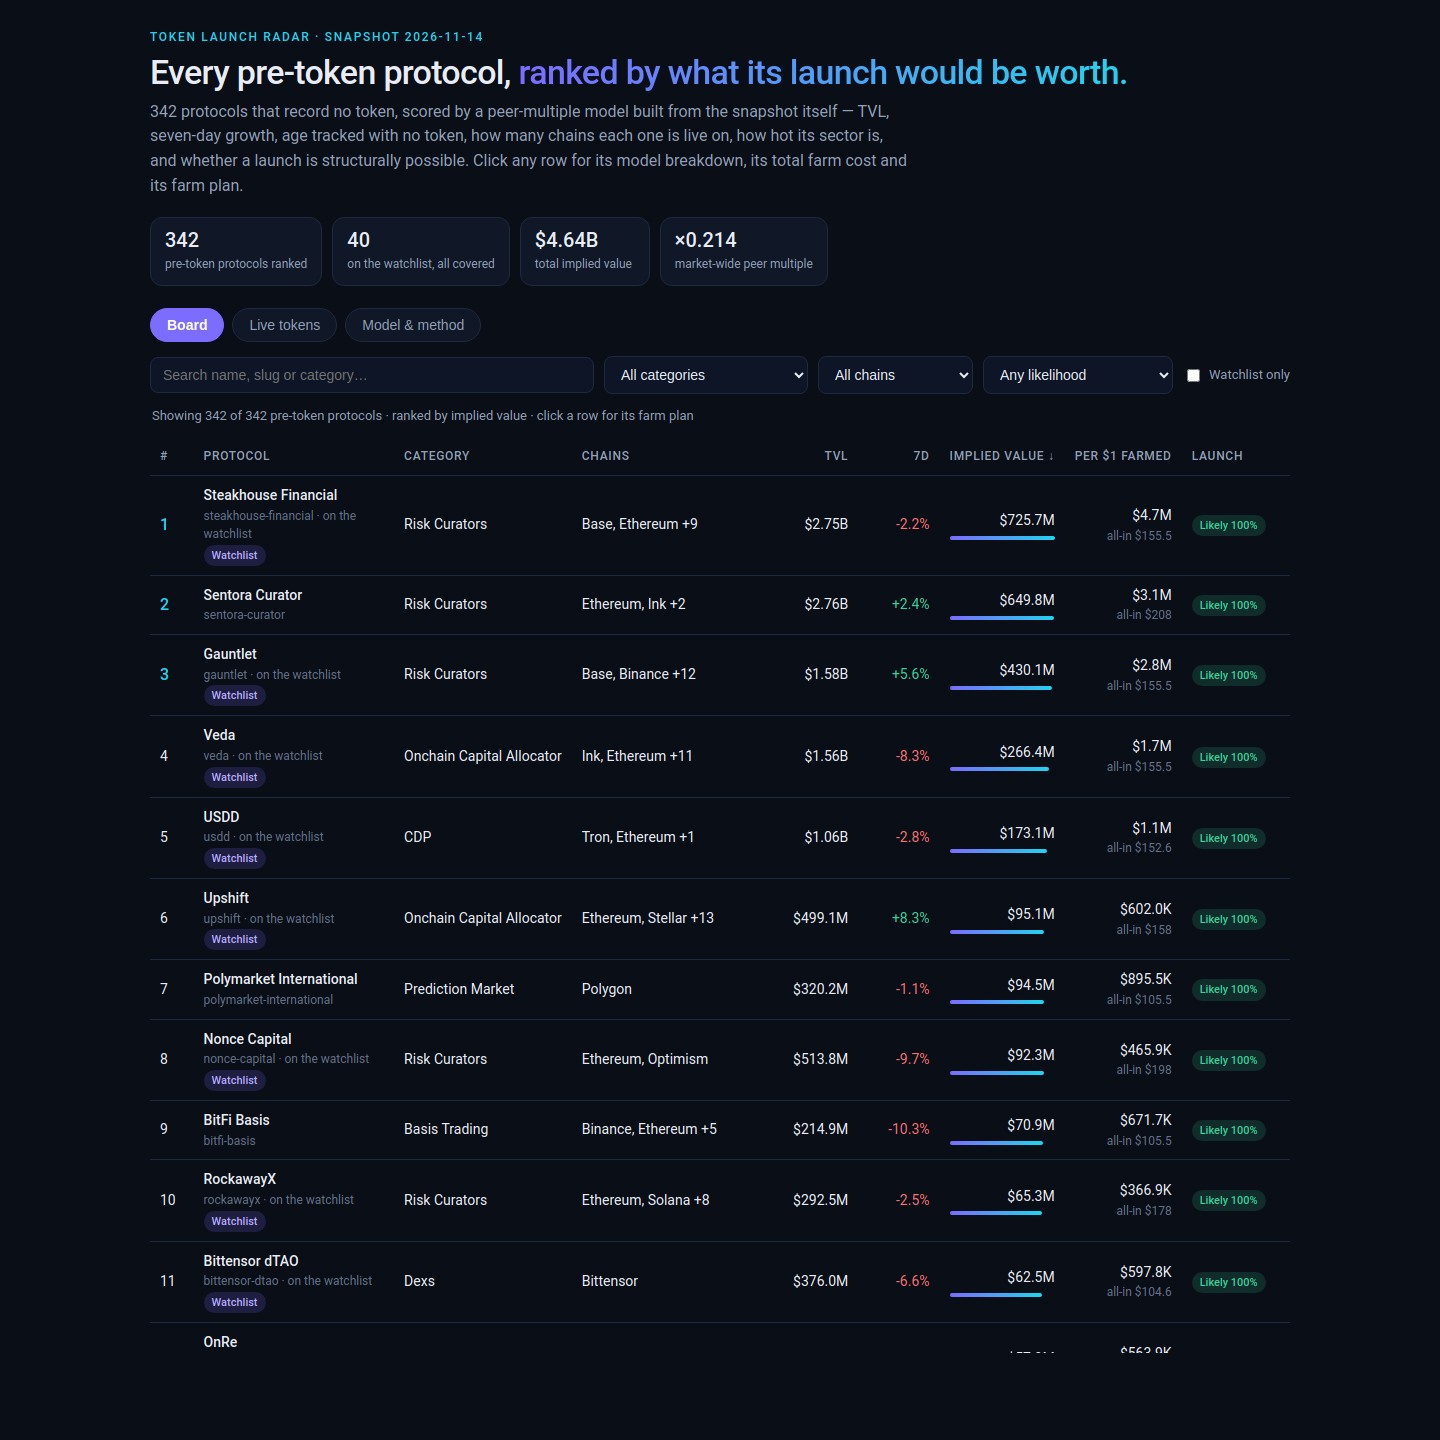 TOKEN LAUNCH RADAR · SNAPSHOT 2026-11-14
Every pre-token protocol, ranked by what its launch would be worth.
342 protocols that record no token, scored by a peer-multiple model built from the snapshot itself — TVL,
seven-day growth, age tracked with no token, how many chains each one is live on, how hot its sector is,
and whether a launch is structurally possible. Click any row for its model breakdown, its total farm cost and
its farm plan.
342
pre-token protocols ranked
40
on the watchlist, all covered
$4.64B
total implied value
×0.214
market-wide peer multiple
Board Live tokens Model & method
Search name, slug or category… All categories All chains Any likelihood Watchlist only
Showing 342 of 342 pre-token protocols · ranked by implied value · click a row for its farm plan
# PROTOCOL CATEGORY CHAINS TVL 7D IMPLIED VALUE ↓ PER $1 FARMED LAUNCH
Steakhouse Financial
steakhouse-financial · on the
watchlist
Watchlist
1 Risk Curators Base, Ethereum +9 $2.75B -2.2% $725.7M $4.7M
all-in $155.5
Likely 100%
Sentora Curator
sentora-curator
2 Risk Curators Ethereum, Ink +2 $2.76B +2.4% $649.8M $3.1M
all-in $208
Likely 100%
Gauntlet
gauntlet · on the watchlist
Watchlist
3 Risk Curators Base, Binance +12 $1.58B +5.6% $430.1M $2.8M
all-in $155.5
Likely 100%
Veda
veda · on the watchlist
Watchlist
4 Onchain Capital Allocator Ink, Ethereum +11 $1.56B -8.3% $266.4M $1.7M
all-in $155.5
Likely 100%
USDD
usdd · on the watchlist
Watchlist
5 CDP Tron, Ethereum +1 $1.06B -2.8% $173.1M $1.1M
all-in $152.6
Likely 100%
Upshift
upshift · on the watchlist
Watchlist
6 Onchain Capital Allocator Ethereum, Stellar +13 $499.1M +8.3% $95.1M $602.0K
all-in $158
Likely 100%
Polymarket International
polymarket-international
7 Prediction Market Polygon $320.2M -1.1% $94.5M $895.5K
all-in $105.5
Likely 100%
Nonce Capital
nonce-capital · on the watchlist
Watchlist
8 Risk Curators Ethereum, Optimism $513.8M -9.7% $92.3M $465.9K
all-in $198
Likely 100%
BitFi Basis
bitfi-basis
9 Basis Trading Binance, Ethereum +5 $214.9M -10.3% $70.9M $671.7K
all-in $105.5
Likely 100%
RockawayX
rockawayx · on the watchlist
Watchlist
10 Risk Curators Ethereum, Solana +8 $292.5M -2.5% $65.3M $366.9K
all-in $178
Likely 100%
Bittensor dTAO
bittensor-dtao · on the watchlist
Watchlist
11 Dexs Bittensor $376.0M -6.6% $62.5M $597.8K
all-in $104.6
Likely 100%
OnRe
$563.9K